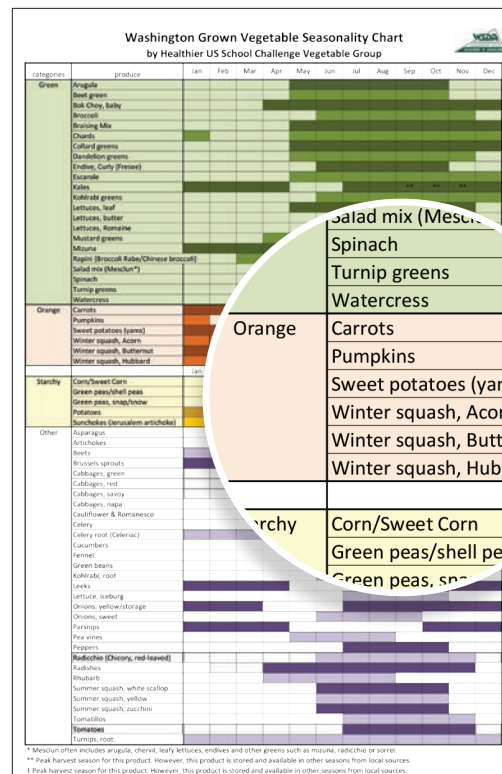 Washington Grown Vegetable Seasonality Chart
by Healthier US School Challenge Vegetable Group
WSDA
categories produce Jan Feb Mar Apr May Jun Jul Aug Sep Oct Nov Dec
Green Arugula
Beet green
Bok Choy, baby
Broccoli
Braising Mix
Chards
Collard greens
Dandelion greens
Endive, Curly (Fresee)
Escarole
Kales ** ** **
Kohlrabi greens
Lettuces, leaf
Lettuces, butter
Lettuces, Romaine
Mustard greens
Mizuna
Rapini (Broccoli Rabe/Chinese broccoli)
Salad mix (Mesclun*)
Spinach
Turnip greens
Watercress
Orange Carrots
Pumpkins
Sweet potatoes (yams)
Winter squash, Acorn
Winter squash, Butternut
Winter squash, Hubbard
Jan
Starchy Corn/Sweet Corn
Green peas/shell peas
Green peas, snap/snow
Potatoes
Sunchokes (Jerusalem artichoke)
Other Asparagus
Artichokes
Beets
Brussels sprouts
Cabbages, green
Cabbages, red
Cabbages, savoy
Cabbages, napa
Cauliflower & Romanesco
Celery
Celery root (Celeriac)
Cucumbers
Fennel
Green beans
Kohlrabi, root
Leeks
Lettuce, Iceburg
Onions, yellow/storage
Onions, sweet
Parsnips
Pea vines
Peppers
Radicchio (Chicory, red-leaved)
Radishes
Rhubarb
Summer squash, white scallop
Summer squash, yellow
Summer squash, zucchini
Tomatillos
Tomatoes
Turnips, root
* Mesclun often includes arugula, chervil, leafy lettuces, endives and other greens such as mizuna, radicchio or sorrel.
** Peak harvest season for this product. However, this product is stored and available in other seasons from local sources.
‡ Peak harvest season for this product. However, this product is stored and available in other seasons from local sources.
Salad mix (Mesclu
Spinach
Turnip greens
Watercress
Orange Carrots
Pumpkins
Sweet potatoes (yar
Winter squash, Acor
Winter squash, Butt
Winter squash, Hub
archy Corn/Sweet Corn
Green peas/shell pe
Green peas, snap